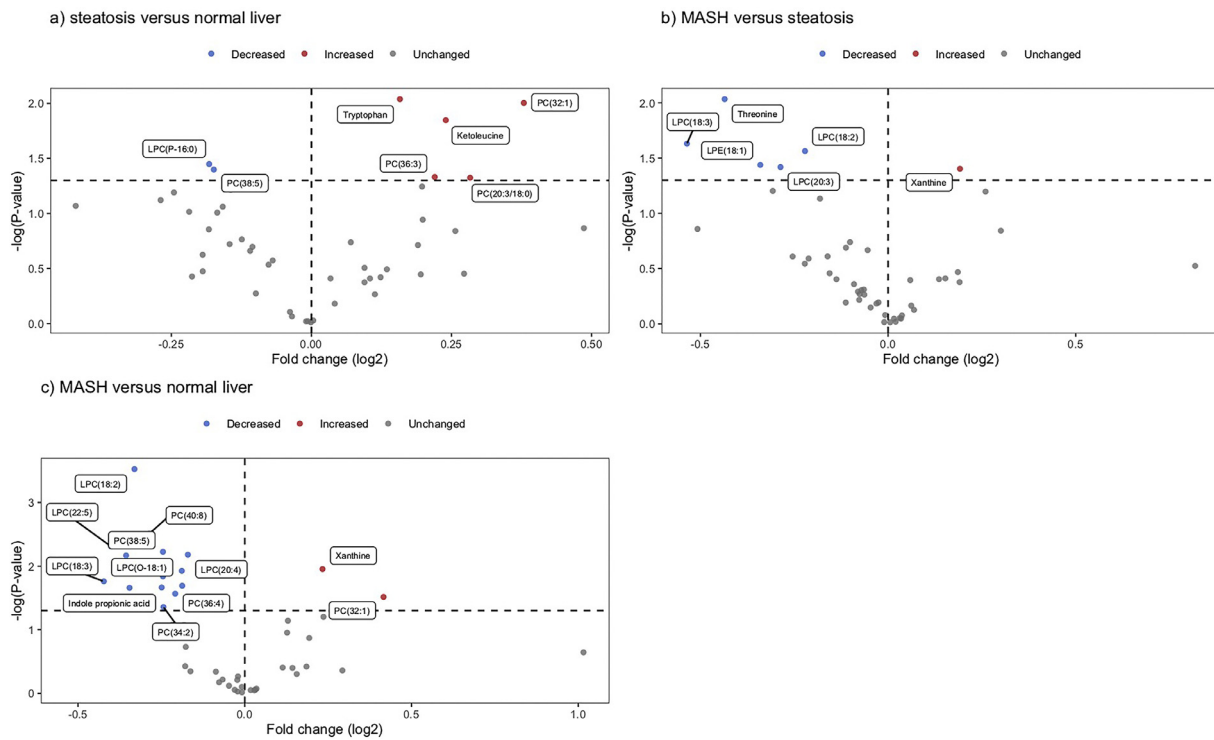 a) steatosis versus normal liver
Decreased Increased Unchanged
-log(P-value)
2.0
1.5
1.0
0.5
0.0
Tryptophan
PC(32:1)
Ketoleucine
LPC(P-16:0)
PC(36:3)
PC(38:5)
PC(20:3/18:0)
-0.25 0.00 0.25 0.50
Fold change (log2)
b) MASH versus steatosis
Decreased Increased Unchanged
-log(P-value)
2.0
1.5
1.0
0.5
0.0
Threonine
LPC(18:3)
LPC(18:2)
LPE(18:1)
LPC(20:3)
Xanthine
-0.5 0.0 0.5
Fold change (log2)
c) MASH versus normal liver
Decreased Increased Unchanged
-log(P-value)
3
2
1
0
LPC(18:2)
LPC(22:5)
PC(40:8)
PC(38:5)
Xanthine
LPC(18:3)
LPC(O-18:1)
LPC(20:4)
Indole propionic acid
PC(36:4)
PC(32:1)
PC(34:2)
-0.5 0.0 0.5 1.0
Fold change (log2)